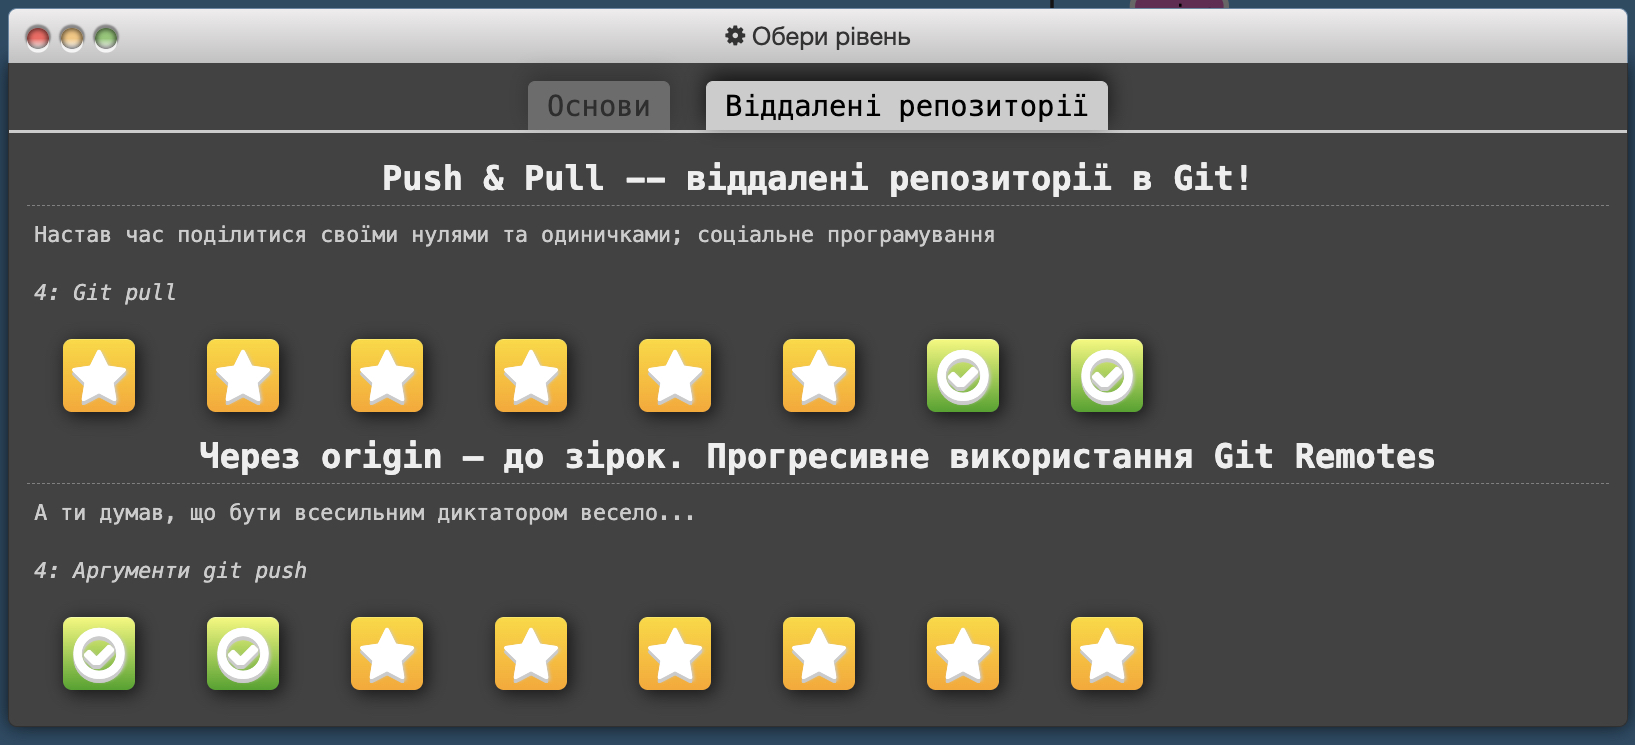 Обери рівень
Основи
Віддалені репозиторії
Push & Pull -- віддалені репозиторії в Git!
Настав час поділитися своїми нулями та одиничками; соціальне програмування
4: Git pull
Через origin – до зірок. Прогресивне використання Git Remotes
А ти думав, що бути всесильним диктатором весело...
4: Аргументи git push